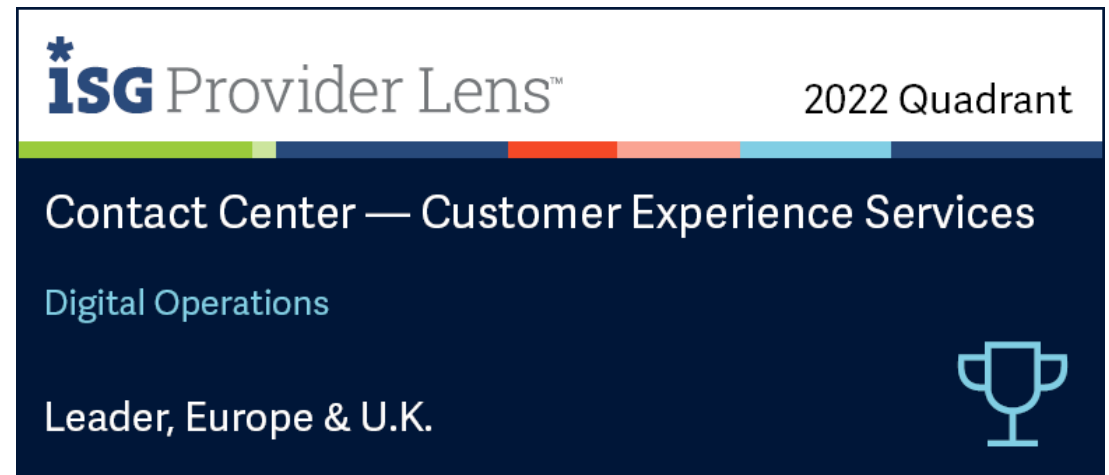 ISG Provider Lens™
2022 Quadrant
Contact Center — Customer Experience Services
Digital Operations
Leader, Europe & U.K.